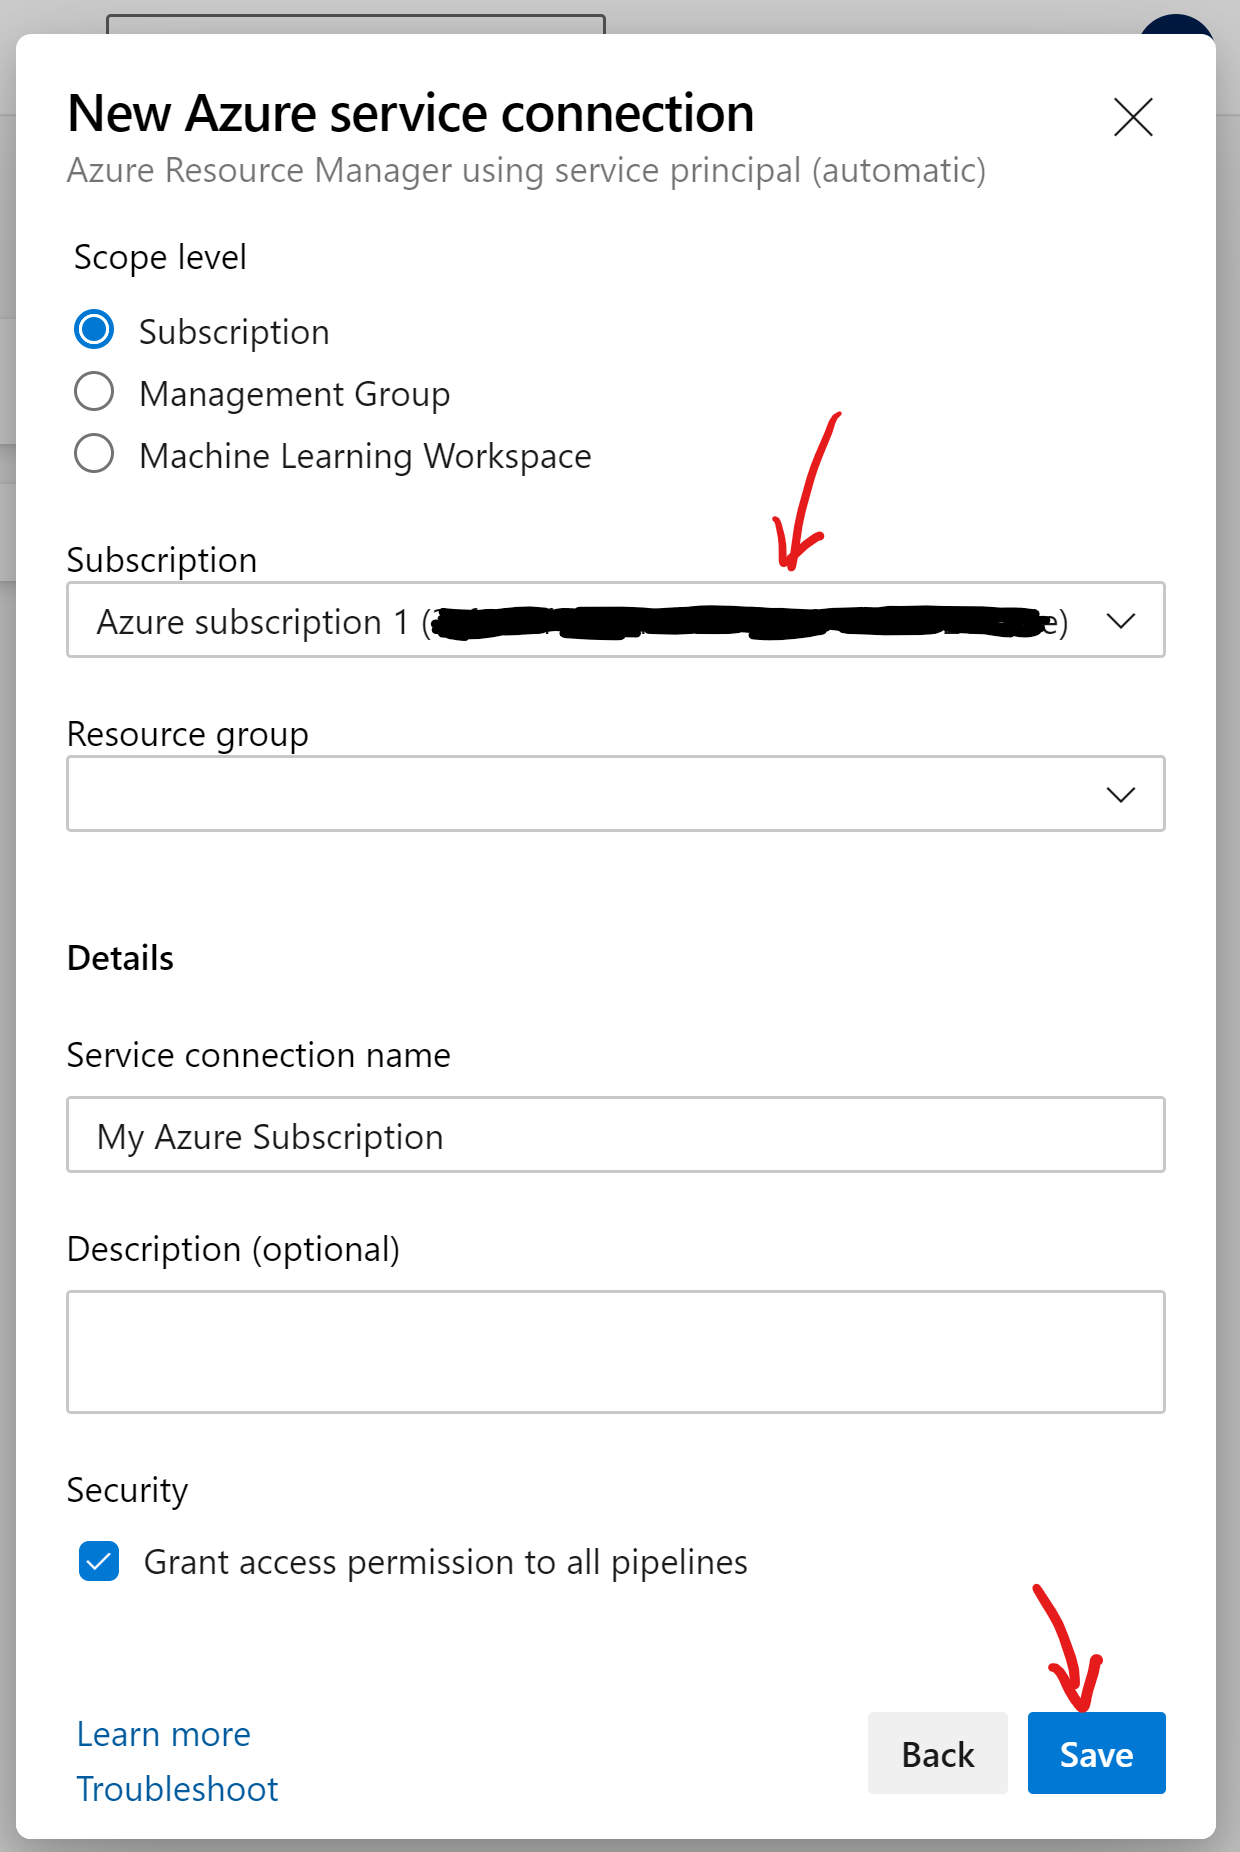 New Azure service connection
Azure Resource Manager using service principal (automatic)
Scope level
Subscription
Management Group
Machine Learning Workspace
Subscription
Azure subscription 1 (e)
Resource group
Details
Service connection name
My Azure Subscription
Description (optional)
Security
Grant access permission to all pipelines
Learn more
Back
Save
Troubleshoot